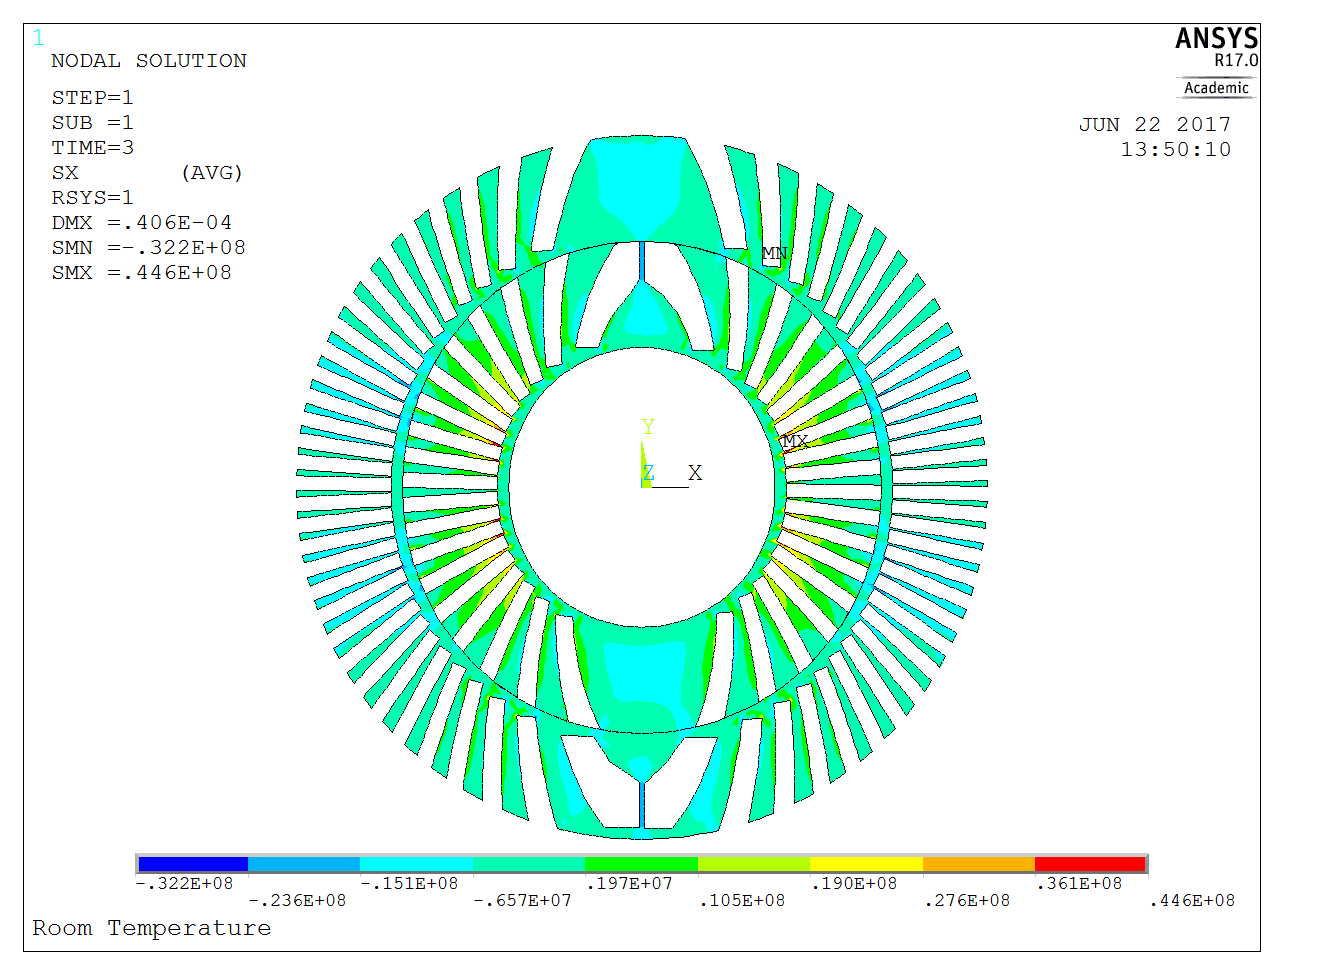 1
NODAL SOLUTION
STEP=1
SUB =1
TIME=3
SX (AVG)
RSYS=1
DMX =.406E-04
SMN =-.322E+08
SMX =.446E+08
ANSYS
R17.0
Academic
JUN 22 2017
13:50:10
MN
Y
MX
Z X
-.322E+08 -.151E+08 .197E+07 .190E+08 .361E+08
-.236E+08 -.657E+07 .105E+08 .276E+08 .446E+08
Room Temperature